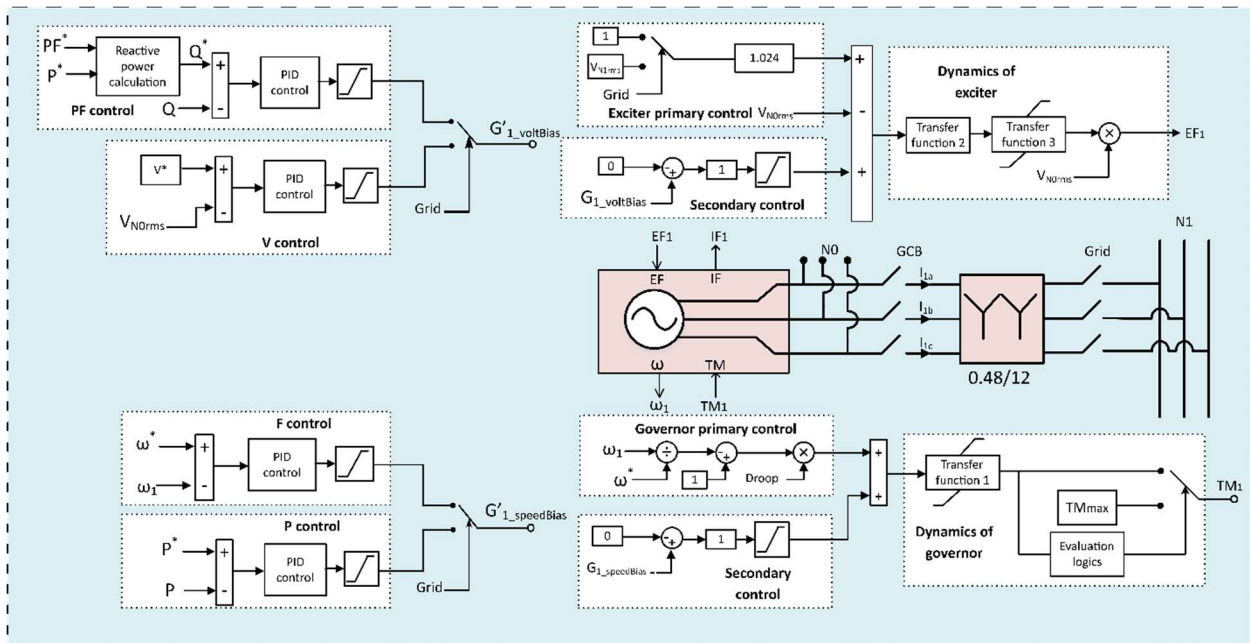 PF*
P*
Reactive
power
calculation
PF control
Q*
Q
+
-
PID
control
V*
V_N0rms
+
-
PID
control
V control
G'1_voltBias
Grid
1
V_N1rms
Grid
1.024
Exciter primary control
V_N0rms
0
-
+
1
G1_voltBias
Secondary control
+
-
+
Dynamics of
exciter
Transfer
function 2
Transfer
function 3
×
V_N0rms
EF1
EF1
IF1
EF
IF
ω
TM
ω1
TM1
N0
GCB
I1a
I1b
I1c
0.48/12
Grid
N1
F control
ω*
ω1
+
-
PID
control
P control
P*
P
+
-
PID
control
G'1_speedBias
Grid
Governor primary control
ω1
ω*
÷
-
+
1
×
Droop
0
-
+
1
G1_speedBias
Secondary
control
+
+
Transfer
function 1
Dynamics of
governor
TMmax
Evaluation
logics
TM1